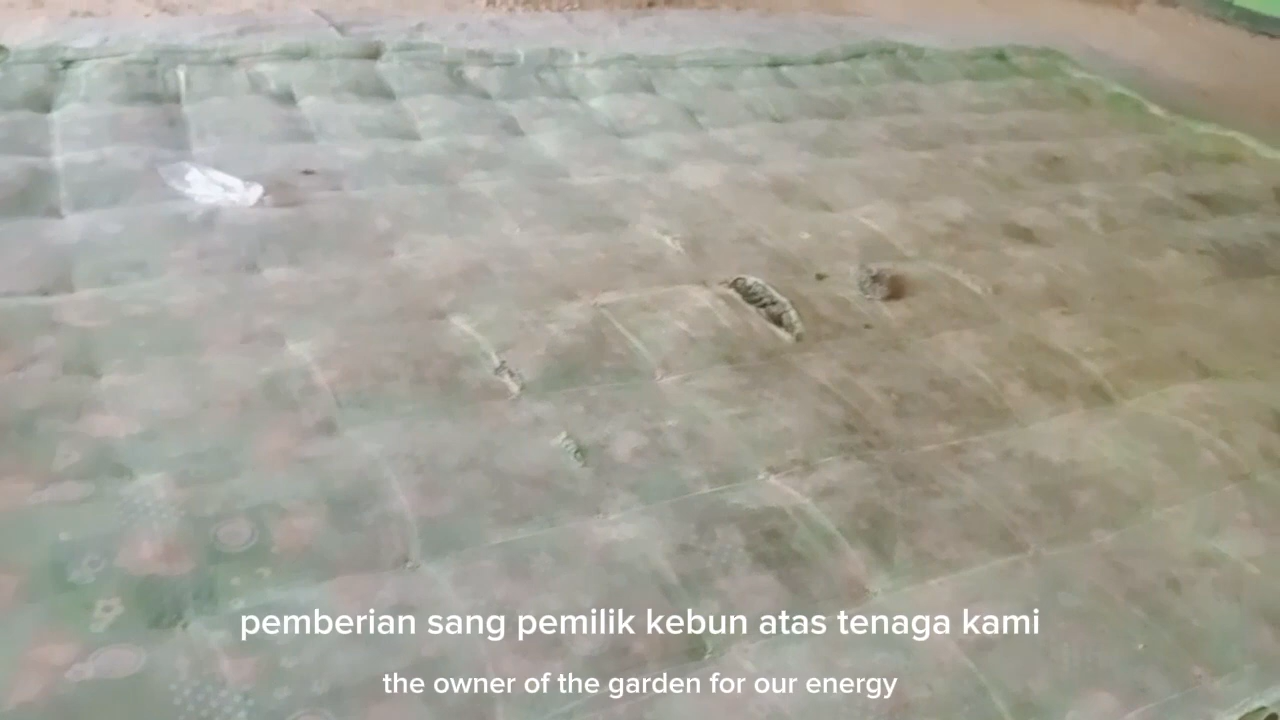 pemberian sang pemilik kebun atas tenaga kami
the owner of the garden for our energy